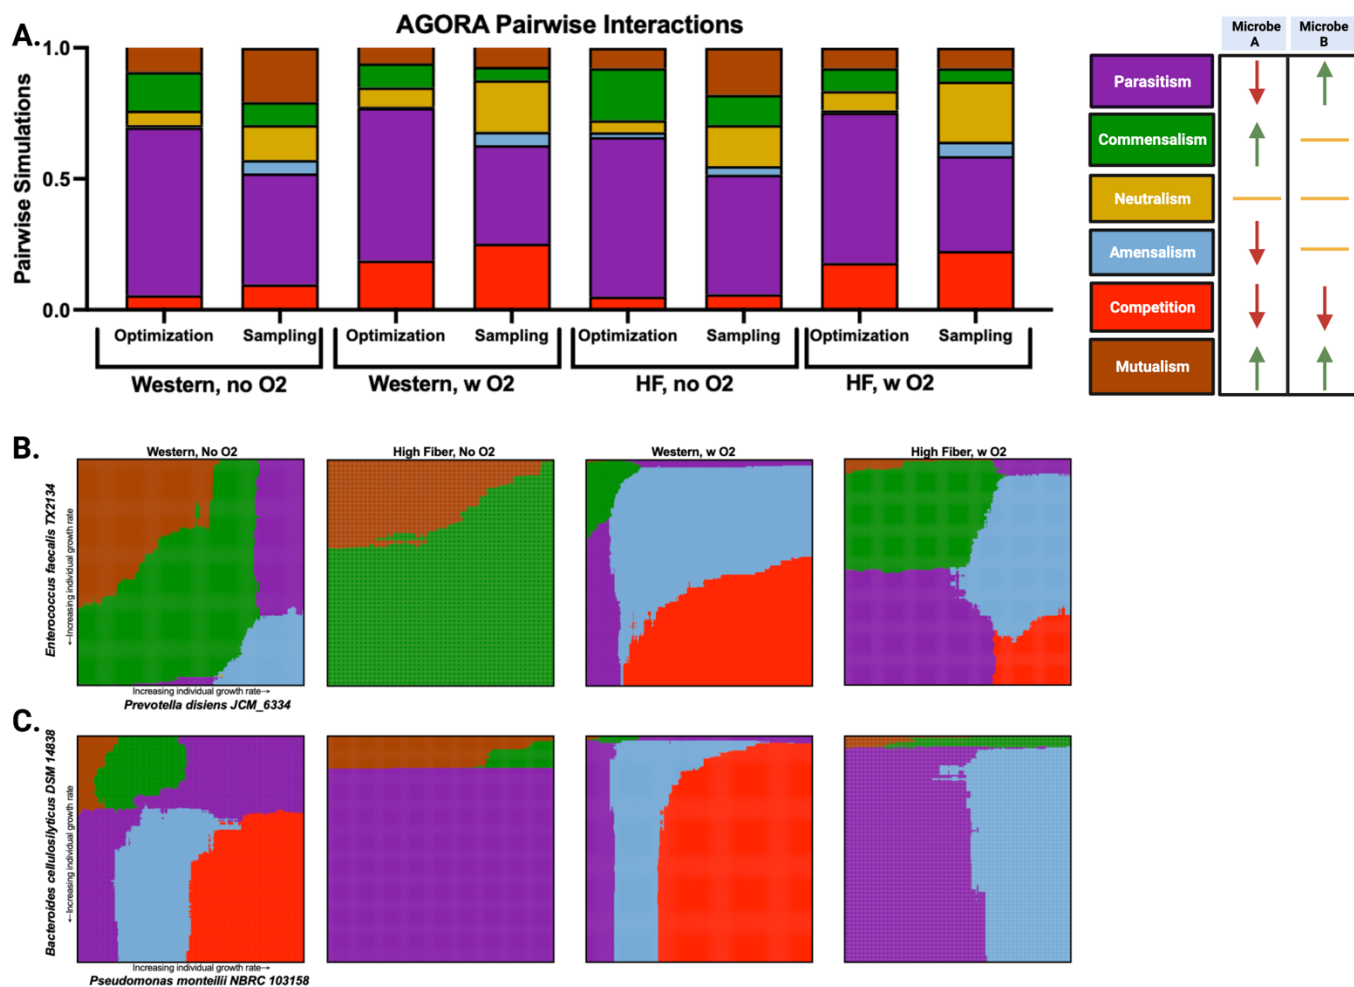 A.
AGORA Pairwise Interactions
Pairwise Simulations
1.0
0.5
0.0
Optimization Sampling Optimization Sampling Optimization Sampling Optimization Sampling
Western, no O2 Western, w O2 HF, no O2 HF, w O2
Microbe A Microbe B
Parasitism
Commensalism
Neutralism
Amensalism
Competition
Mutualism
B.
Western, No O2 High Fiber, No O2 Western, w O2 High Fiber, w O2
Enterococcus faecalis TX2134
←Increasing individual growth rate
Increasing individual growth rate→
Prevotella disiens JCM_6334
C.
Bacteroides cellulosilyticus DSM 14838
←Increasing individual growth rate
Increasing individual growth rate→
Pseudomonas monteilii NBRC 103158